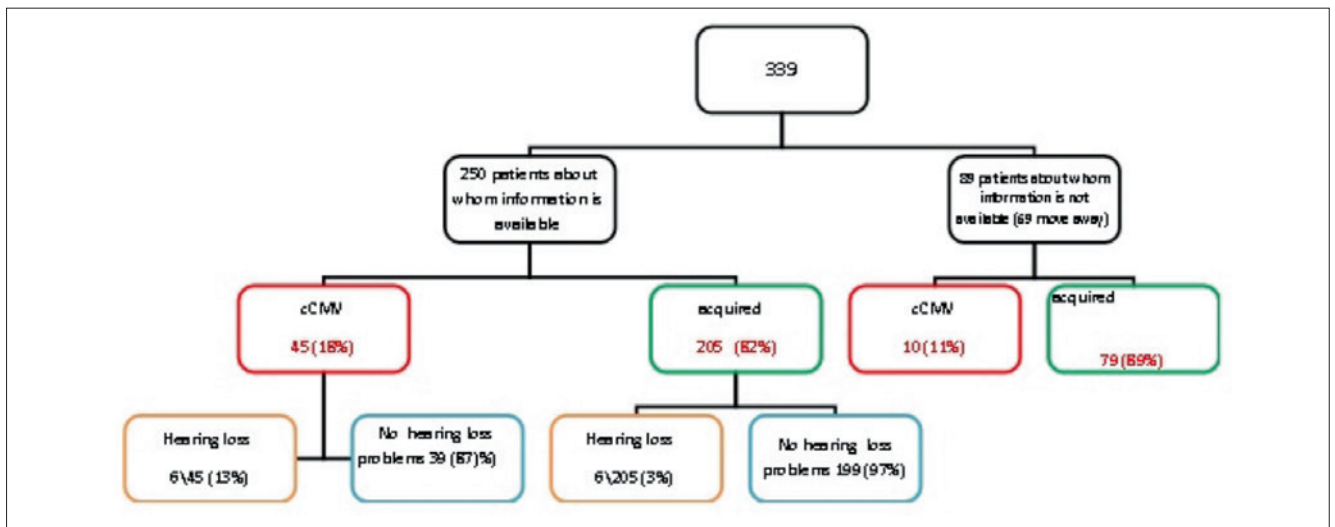 339
250 patients about
whom information is
available
89 patients about whom
information is not
available (69 move away)
cCMV
45 (18%)
acquired
205 (82%)
cCMV
10 (11%)
acquired
79 (89%)
Hearing loss
6\45 (13%)
No hearing loss
problems 39 (87)%)
Hearing loss
6\205 (3%)
No hearing loss
problems 199 (97%)